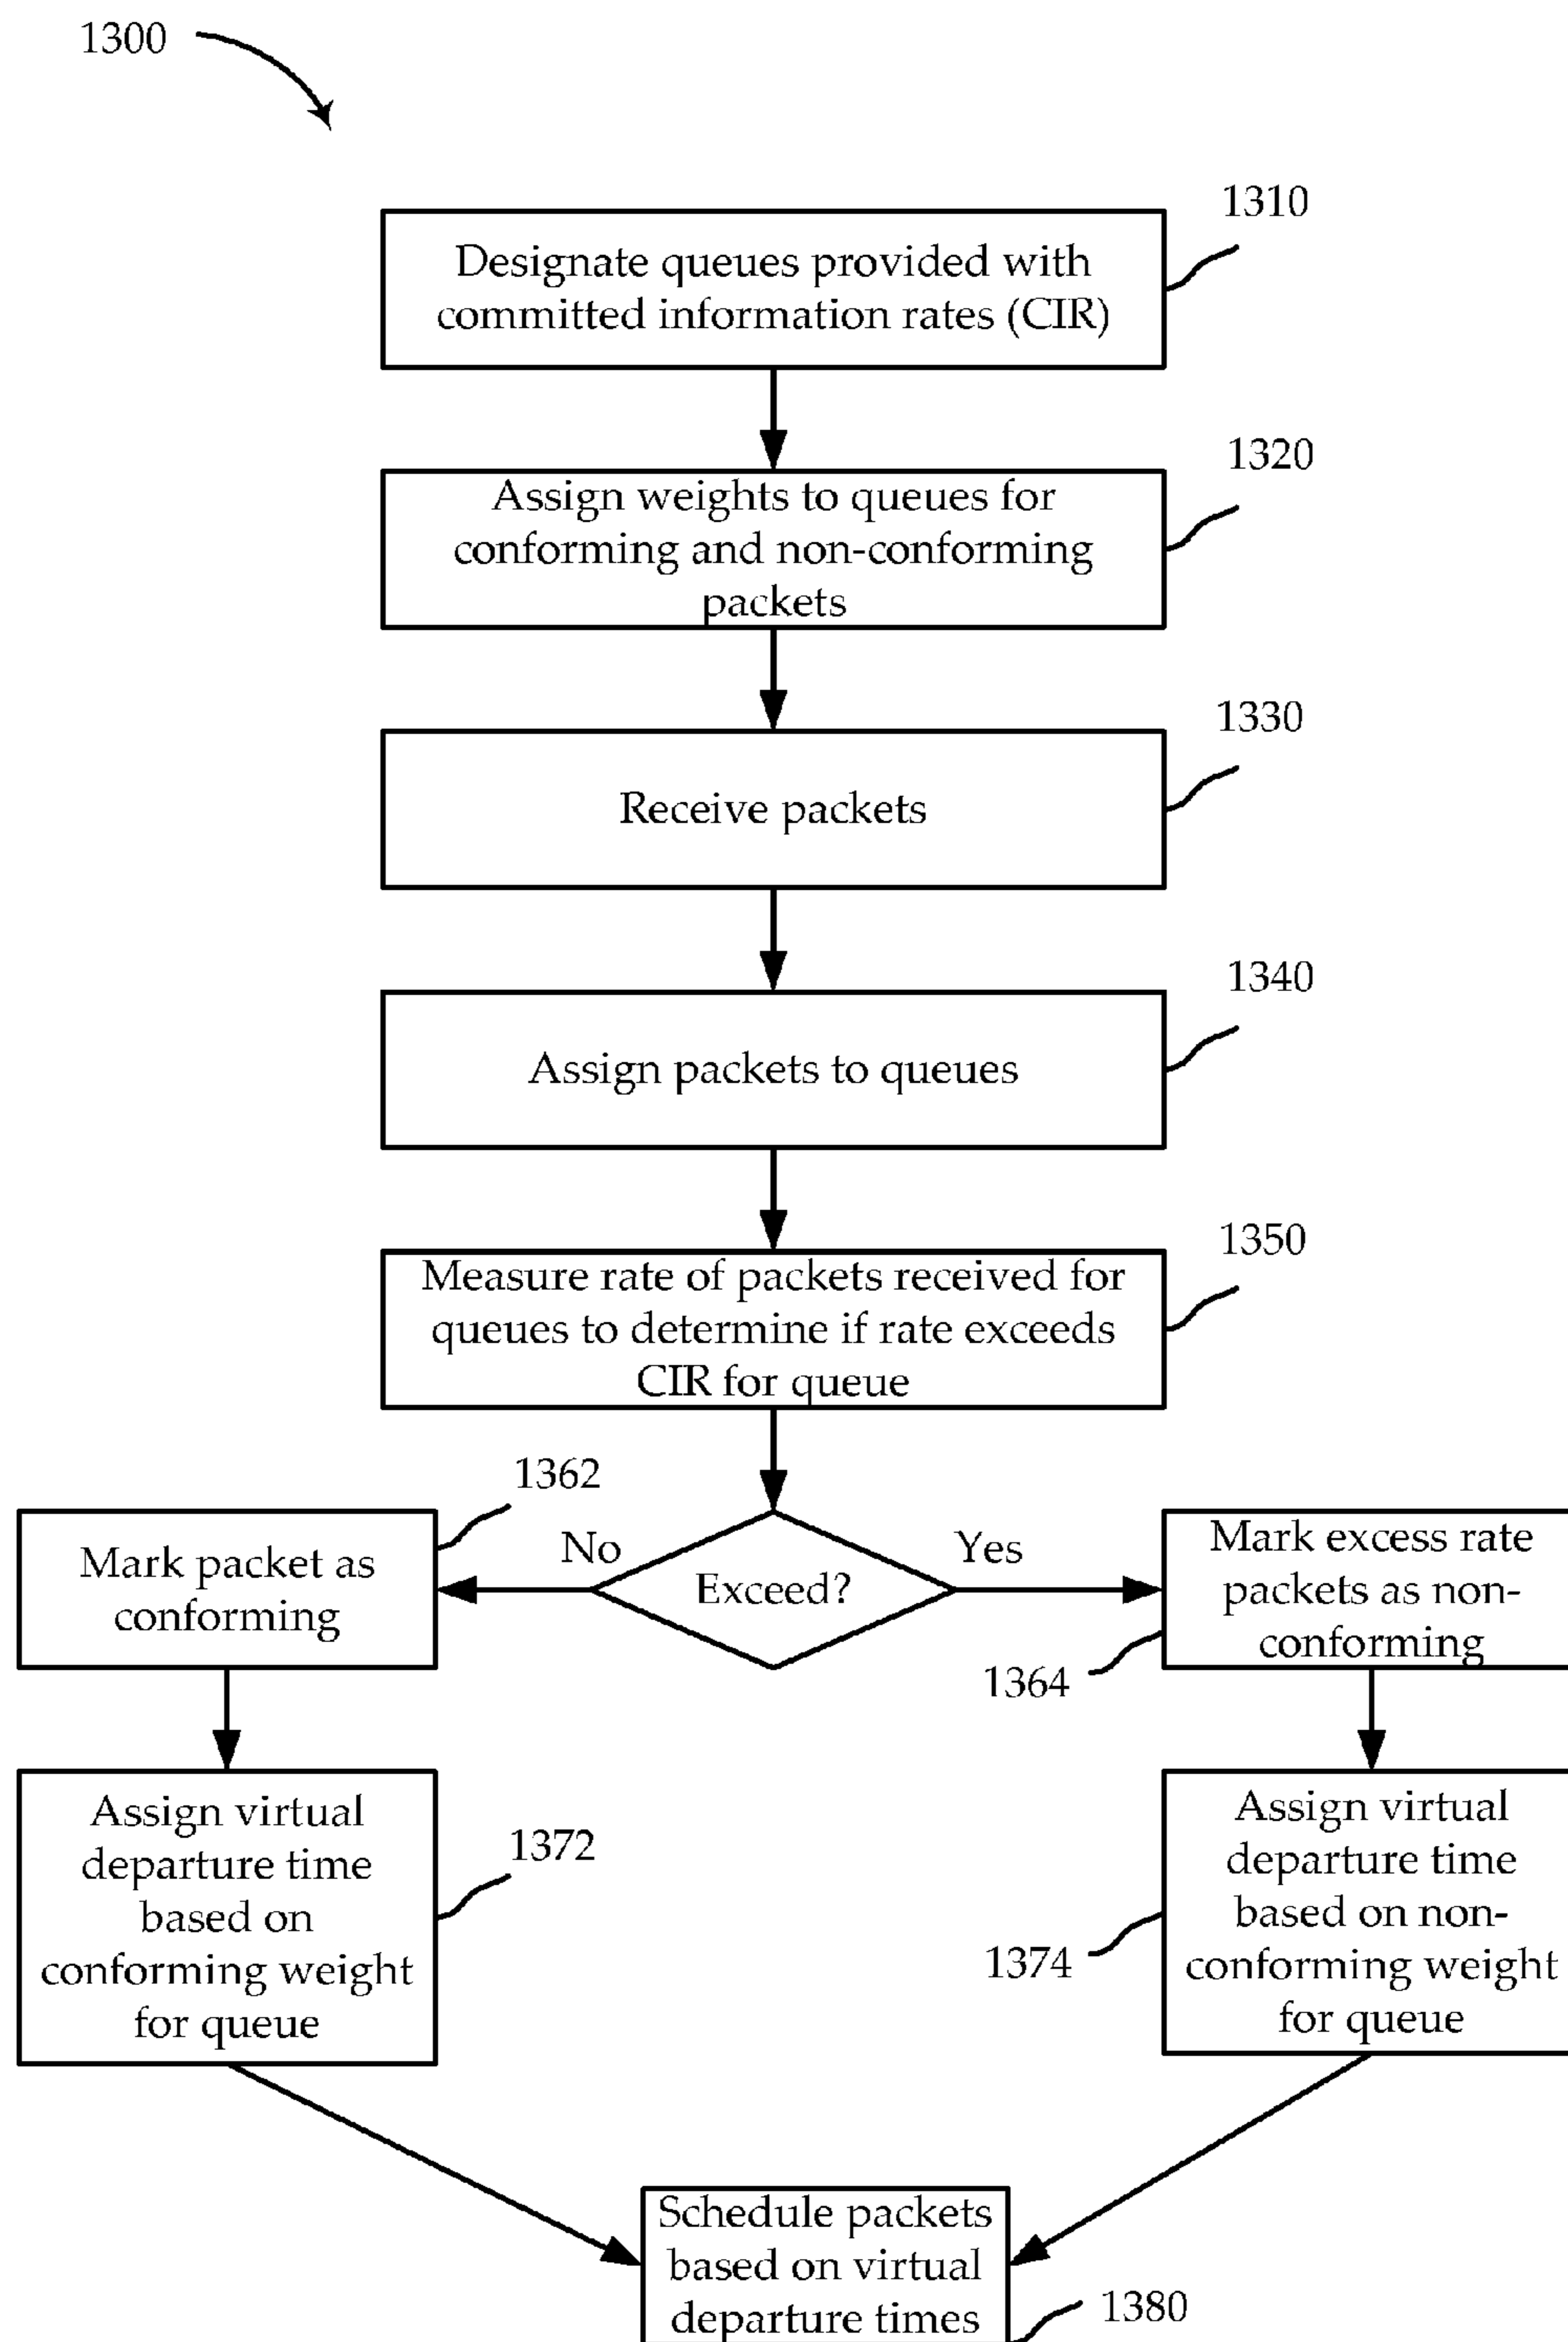 1300
1310
Designate queues provided with
committed information rates (CIR)
1320
Assign weights to queues for
conforming and non-conforming
packets
1330
Receive packets
1340
Assign packets to queues
1350
Measure rate of packets received for
queues to determine if rate exceeds
CIR for queue
1362
Mark packet as
conforming
No
Exceed?
Yes
Mark excess rate
packets as non-
conforming
1364
Assign virtual
departure time
based on
conforming weight
for queue
1372
Assign virtual
departure time
based on non-
conforming weight
for queue
1374
Schedule packets
based on virtual
departure times
1380